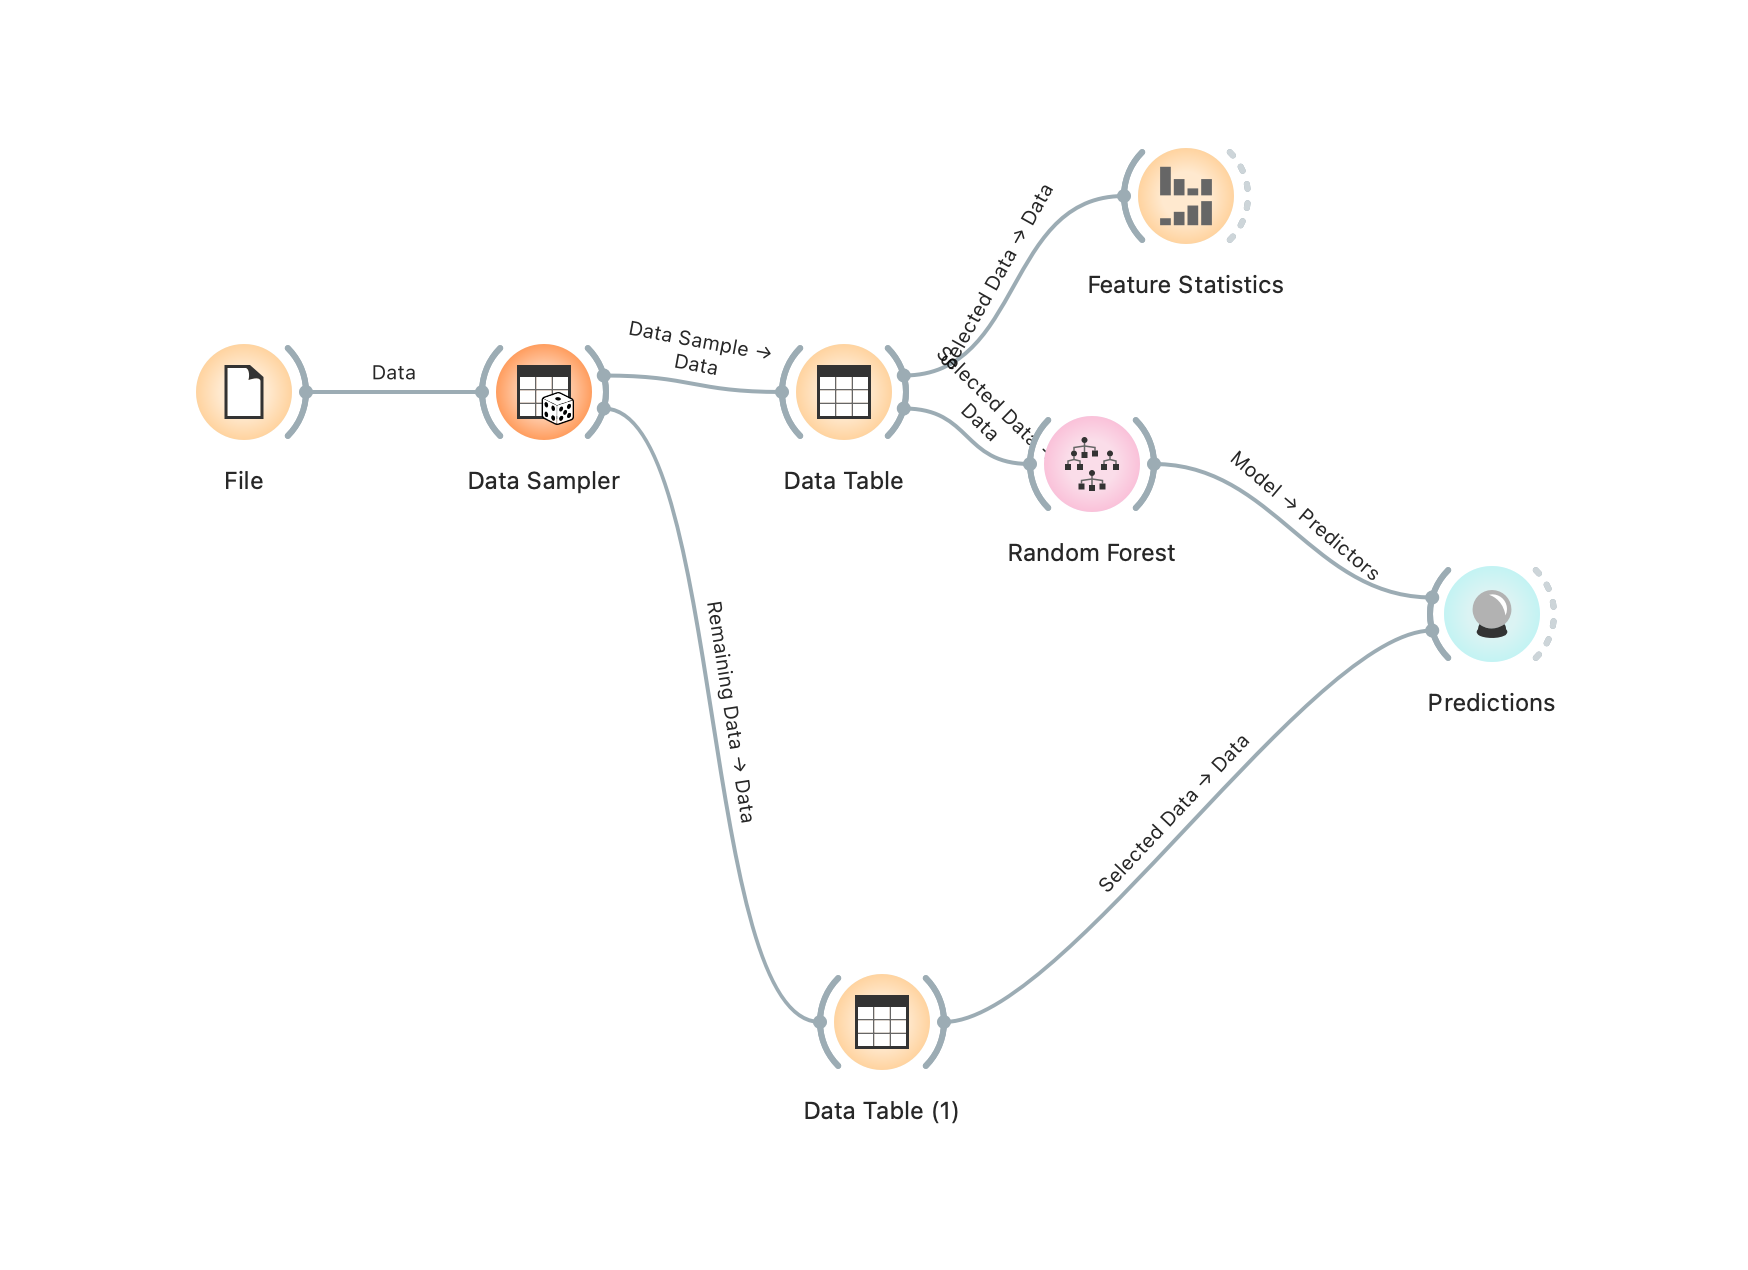 Feature Statistics
Selected Data → Data
Data
Data Sample →
Data
Selected Data
Data
File
Data Sampler
Data Table
Random Forest
Model → Predictors
Predictions
Remaining Data → Data
Selected Data → Data
Data Table (1)